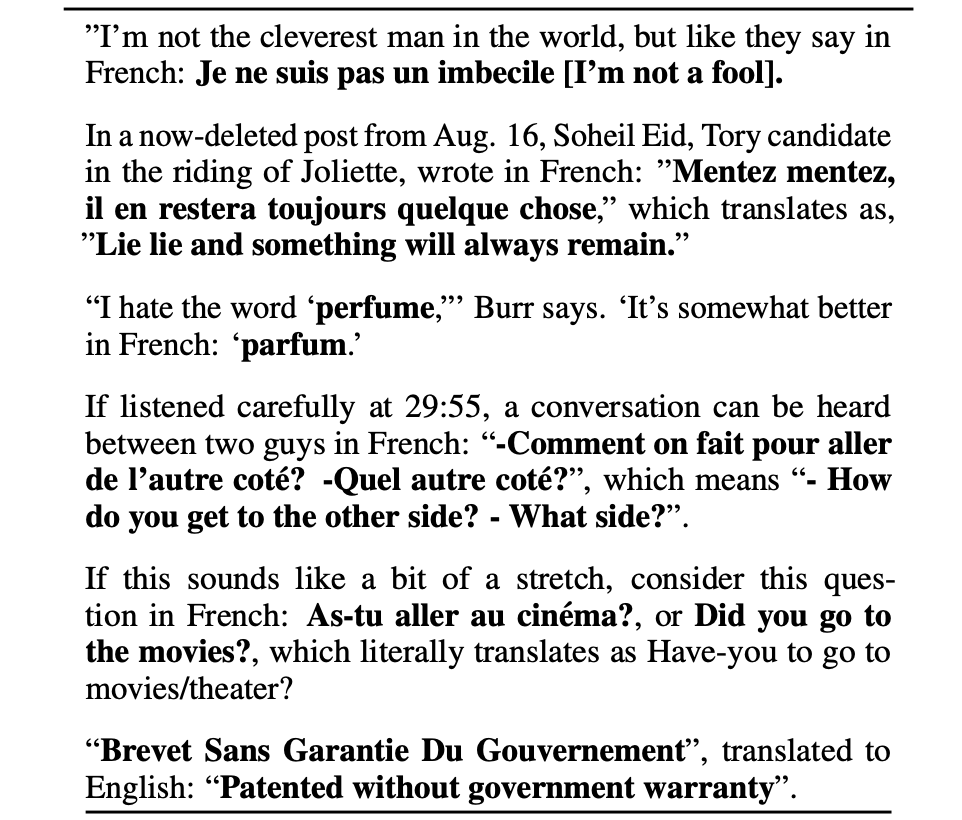 ”I’m not the cleverest man in the world, but like they say in
French: Je ne suis pas un imbecile [I’m not a fool].
In a now-deleted post from Aug. 16, Soheil Eid, Tory candidate
in the riding of Joliette, wrote in French: ”Mentez mentez,
il en restera toujours quelque chose,” which translates as,
”Lie lie and something will always remain.”
“I hate the word ‘perfume,”’ Burr says. ‘It’s somewhat better
in French: ‘parfum.’
If listened carefully at 29:55, a conversation can be heard
between two guys in French: “-Comment on fait pour aller
de l’autre coté? -Quel autre coté?”, which means “- How
do you get to the other side? - What side?”.
If this sounds like a bit of a stretch, consider this ques-
tion in French: As-tu aller au cinéma?, or Did you go to
the movies?, which literally translates as Have-you to go to
movies/theater?
“Brevet Sans Garantie Du Gouvernement”, translated to
English: “Patented without government warranty”.